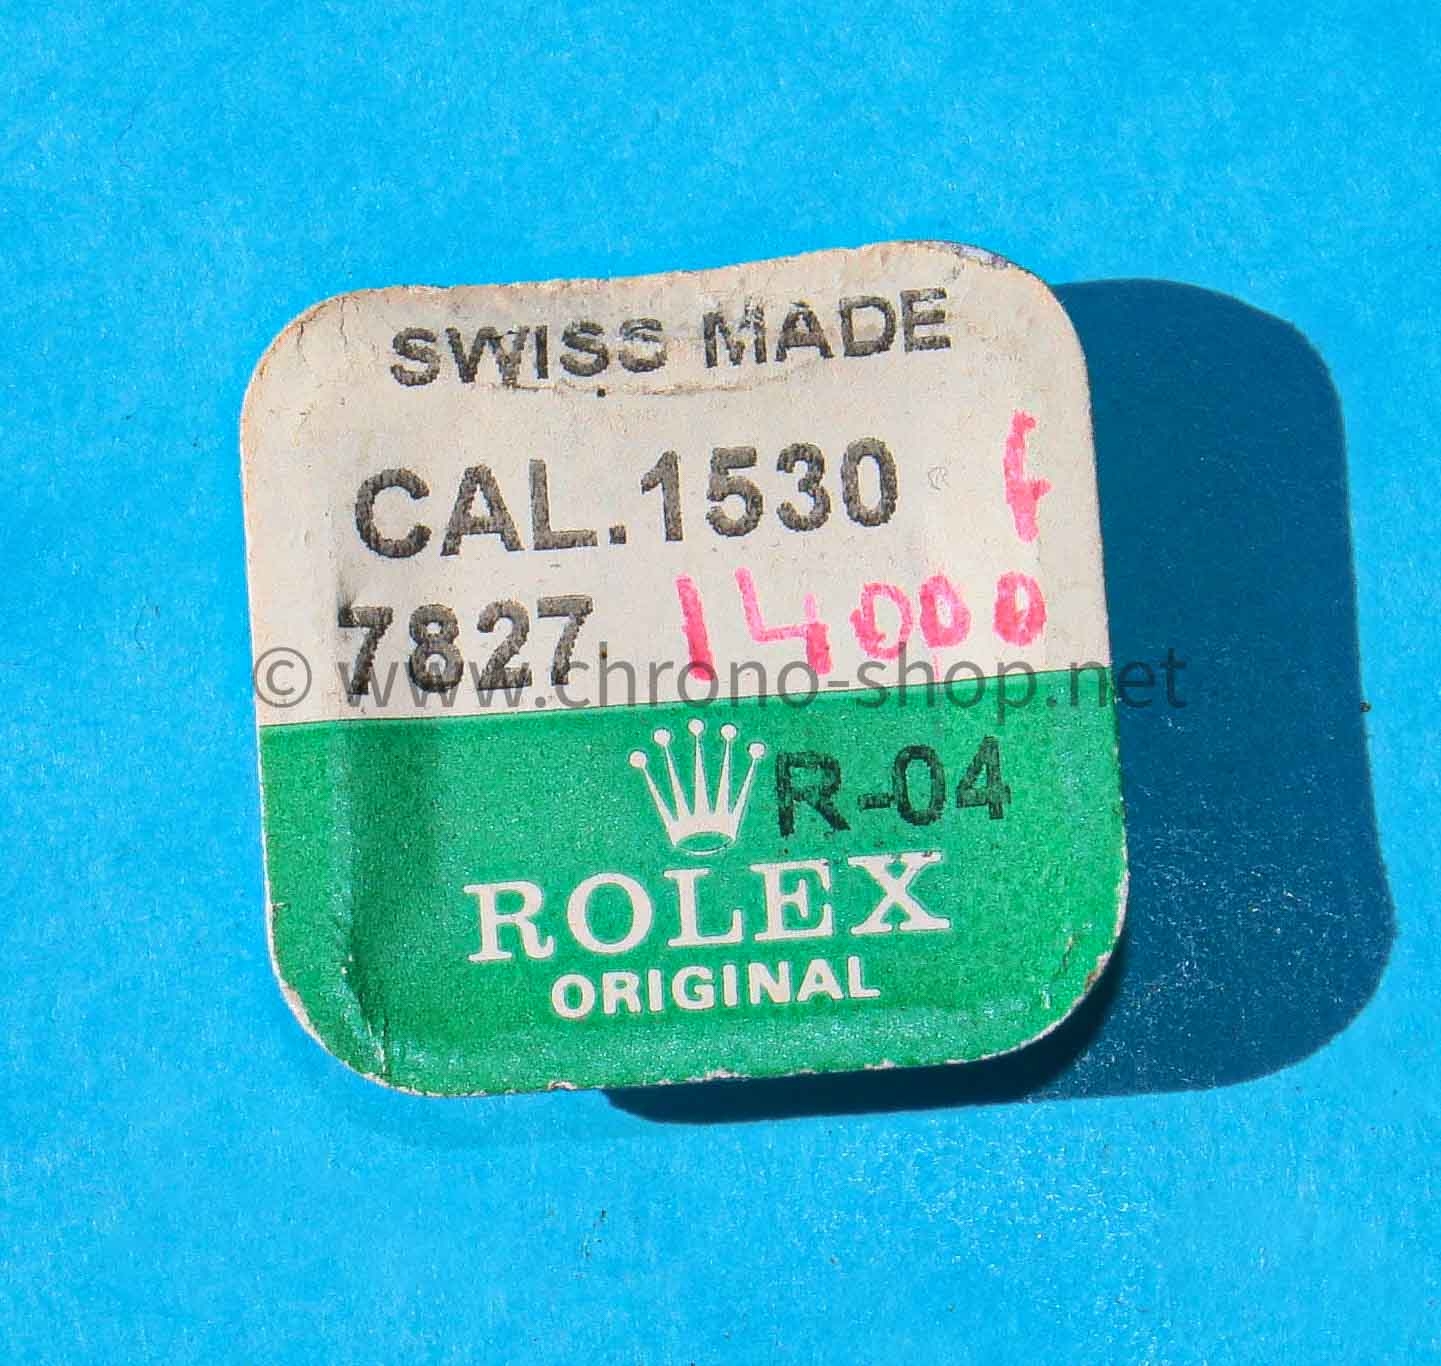 SWISS MADE
CAL.1530 f
7827 14000
© www.chrono-shop.net
R-04
ROLEX
ORIGINAL